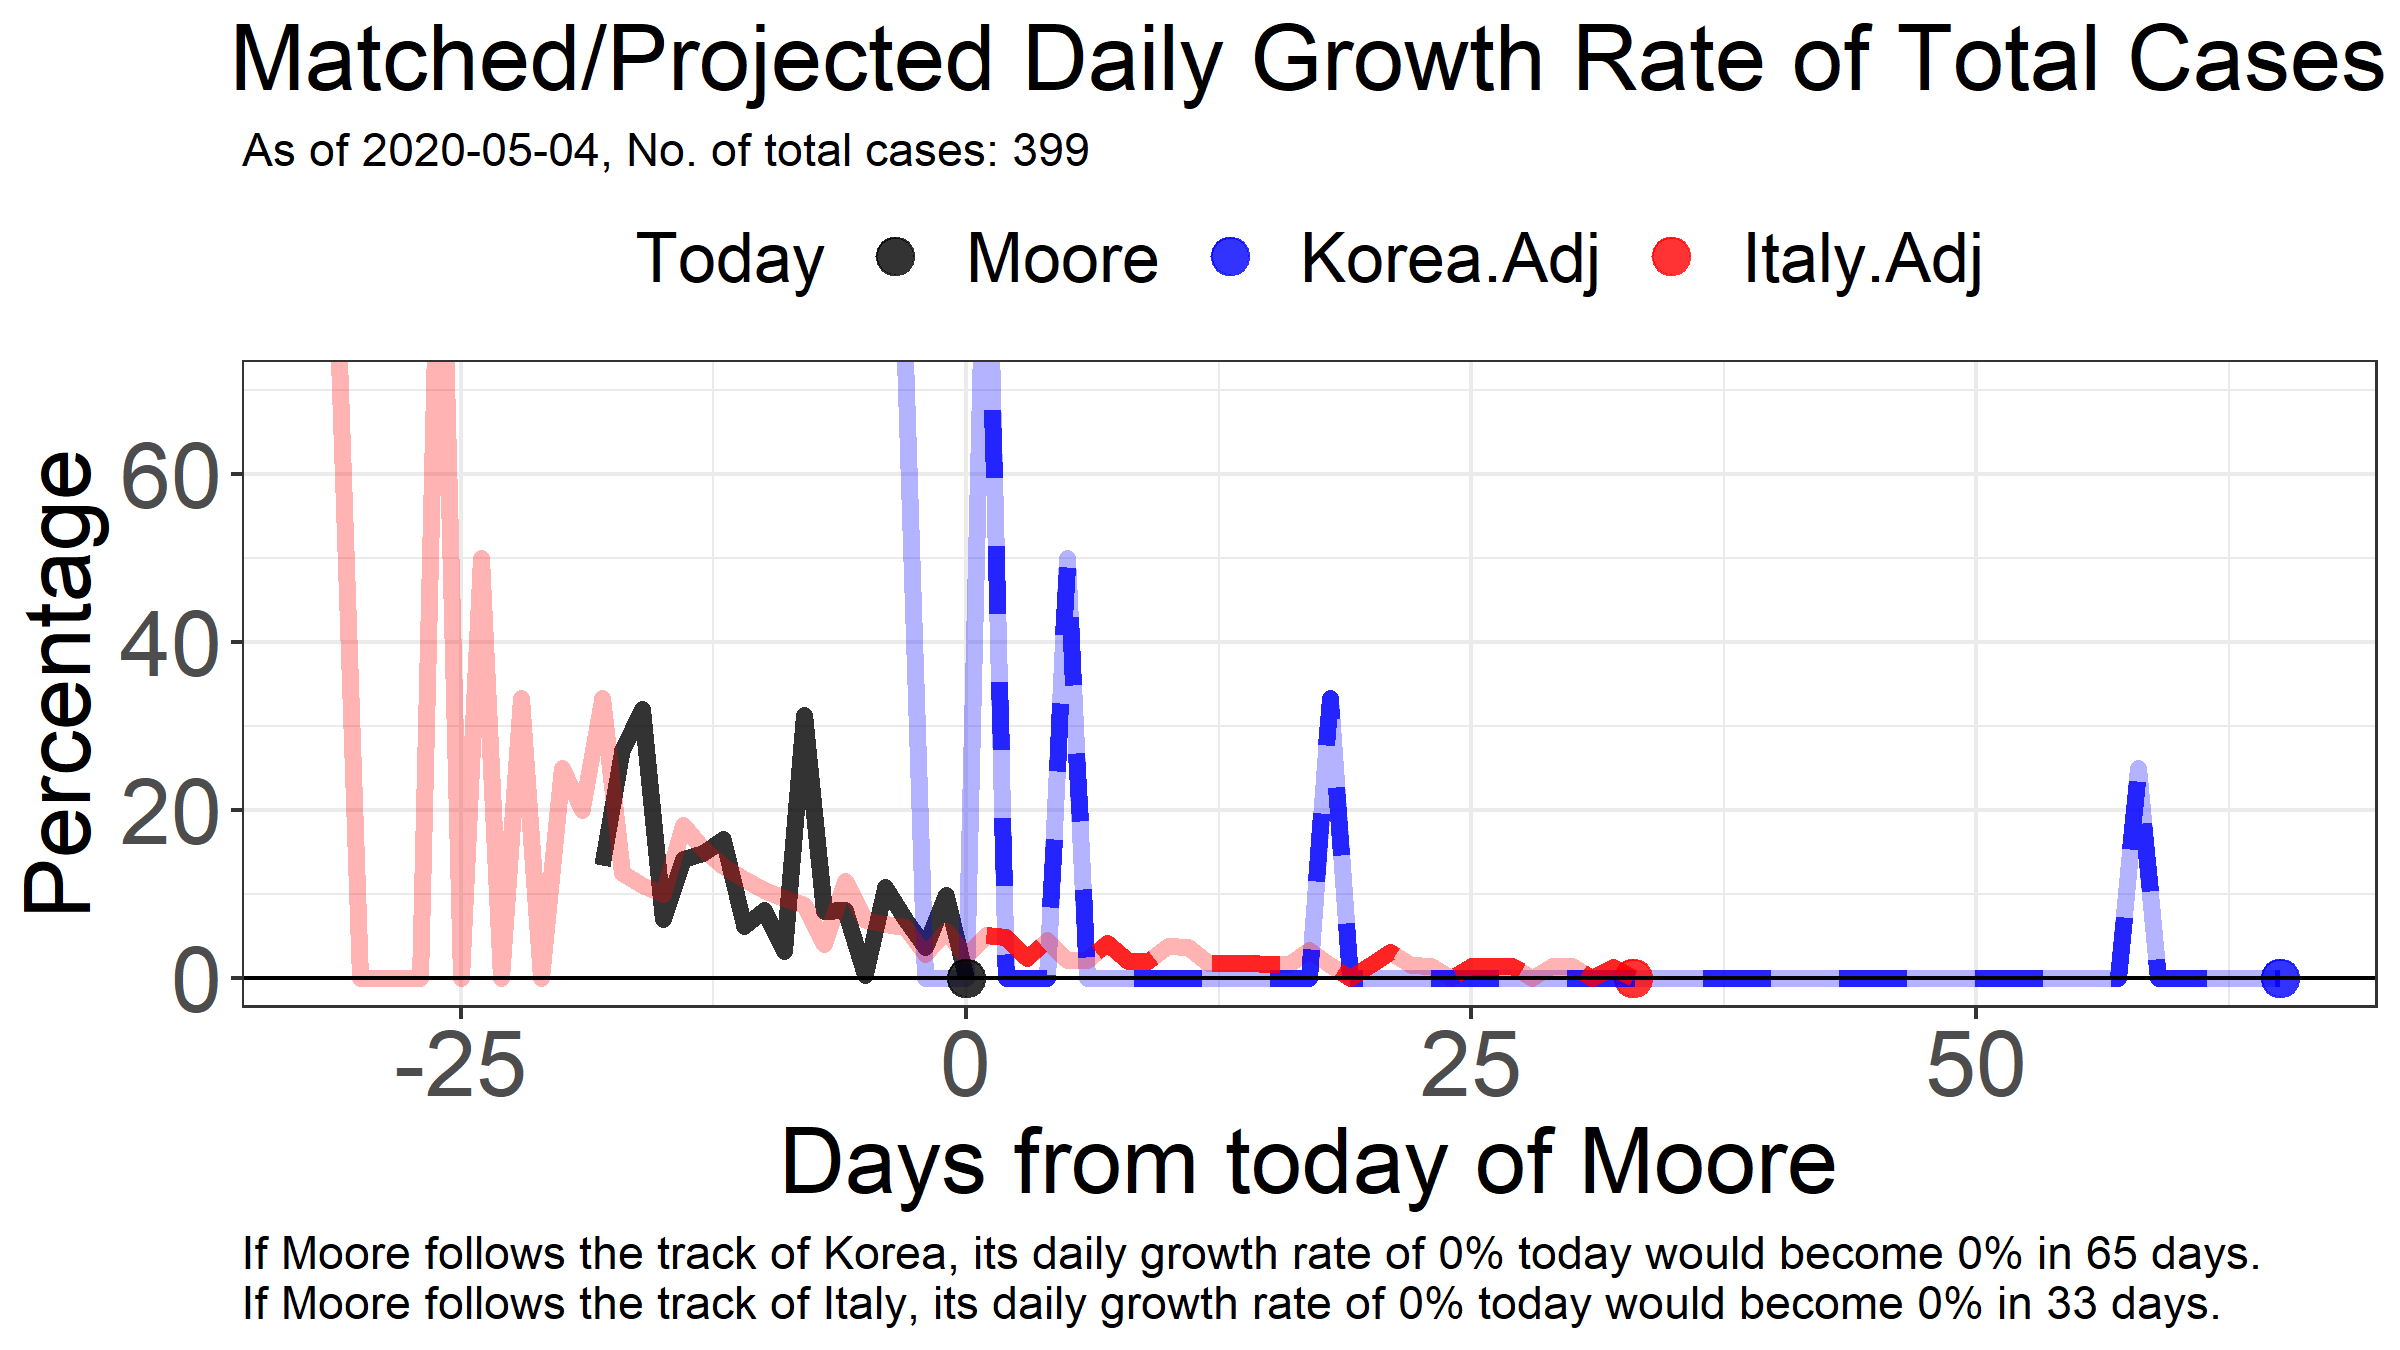 Matched/Projected Daily Growth Rate of Total Cases
As of 2020-05-04, No. of total cases: 399
Today Moore Korea.Adj Italy.Adj
Percentage
60
40
20
0
-25 0 25 50
Days from today of Moore
If Moore follows the track of Korea, its daily growth rate of 0% today would become 0% in 65 days.
If Moore follows the track of Italy, its daily growth rate of 0% today would become 0% in 33 days.